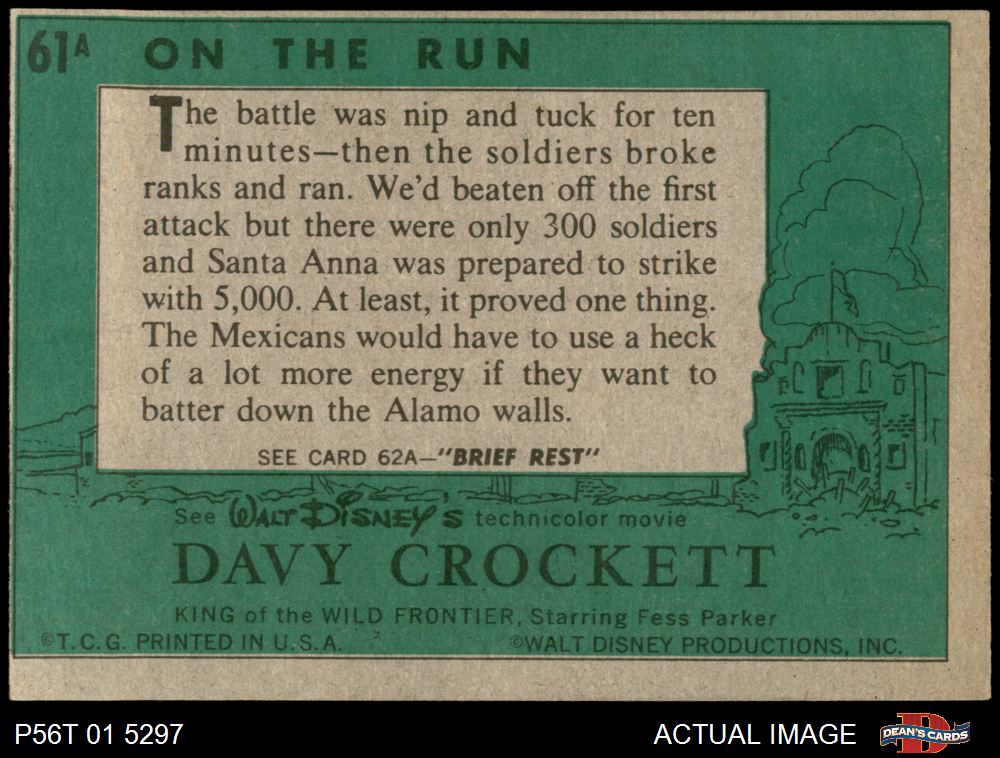 61A ON THE RUN
The battle was nip and tuck for ten
minutes—then the soldiers broke
ranks and ran. We'd beaten off the first
attack but there were only 300 soldiers
and Santa Anna was prepared to strike
with 5,000. At least, it proved one thing.
The Mexicans would have to use a heck
of a lot more energy if they want to
batter down the Alamo walls.
SEE CARD 62A—"BRIEF REST"
See WALT DISNEY'S technicolor movie
DAVY CROCKETT
KING of the WILD FRONTIER, Starring Fess Parker
©T.C.G. PRINTED IN U.S.A. ©WALT DISNEY PRODUCTIONS, INC.
P56T 01 5297 ACTUAL IMAGE D DEAN'S CARDS